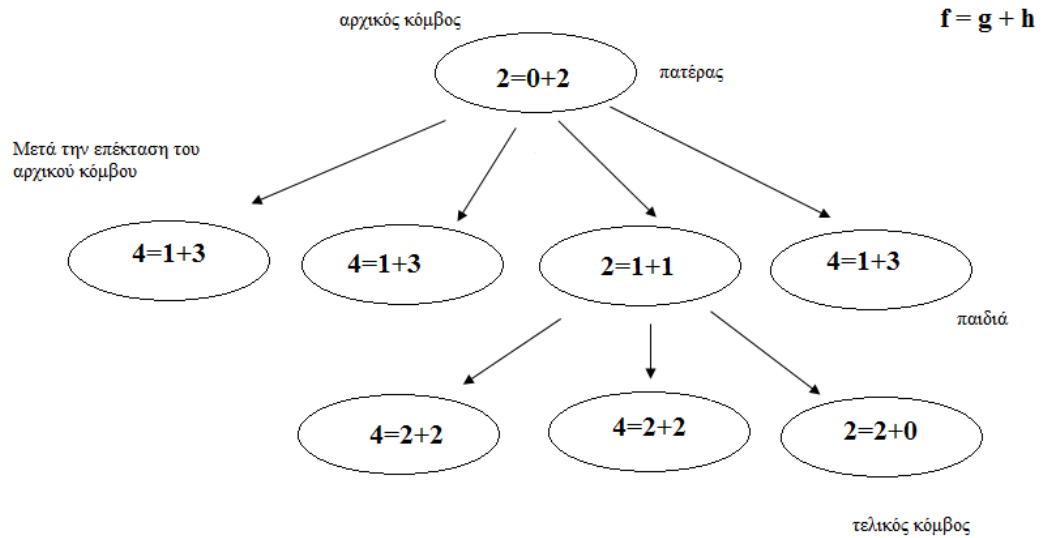 αρχικός κόμβος
f = g + h
2=0+2
πατέρας
Μετά την επέκταση του
αρχικού κόμβου
4=1+3
4=1+3
2=1+1
4=1+3
παιδιά
4=2+2
4=2+2
2=2+0
τελικός κόμβος